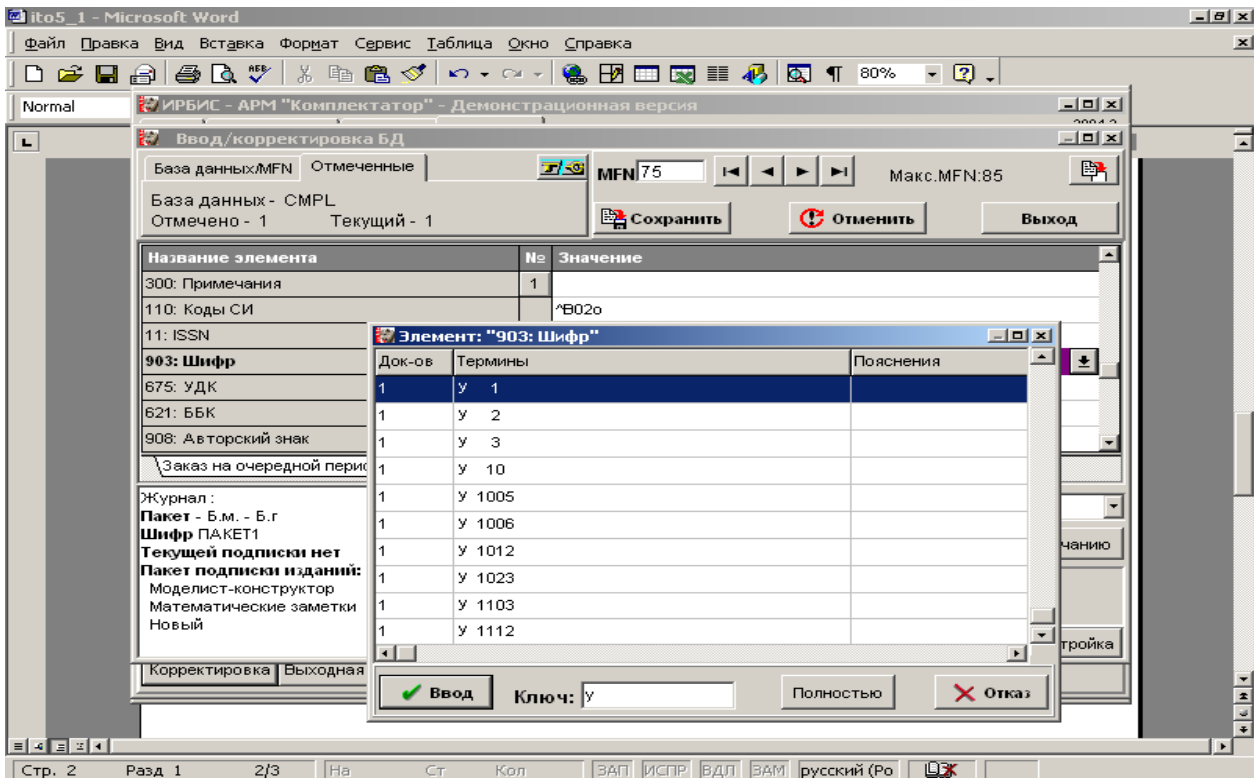 ito5_1 - Microsoft Word
Файл Правка Вид Вставка Формат Сервис Таблица Окно Справка
80%
Normal
ИРБИС - АРМ "Комплектатор" - Демонстрационная версия
Ввод/корректировка БД
База данных/MFN Отмеченные
MFN 75 Макс.MFN:85
База данных - CMPL
Отмечено - 1 Текущий - 1
Сохранить Отменить Выход
Название элемента № Значение
300: Примечания 1
110: Коды СИ ^B02o
11: ISSN
903: Шифр
675: УДК
621: ББК
908: Авторский знак
Заказ на очередной перио
Элемент: "903: Шифр"
Док-ов Термины Пояснения
1 У 1
1 У 2
1 У 3
1 У 10
1 У 1005
1 У 1006
1 У 1012
1 У 1023
1 У 1103
1 У 1112
Ввод Ключ: У Полностью Отказ
Журнал :
Пакет - Б.м. - Б.г
Шифр ПАКЕТ1
Текущей подписки нет
Пакет подписки изданий:
Моделист-конструктор
Математические заметки
Новый
чанию
тройка
Корректировка Выходная
Стр. 2 Разд 1 2/3 На Ст Кол ЗАП ИСПР ВДЛ ЗАМ русский (Ро